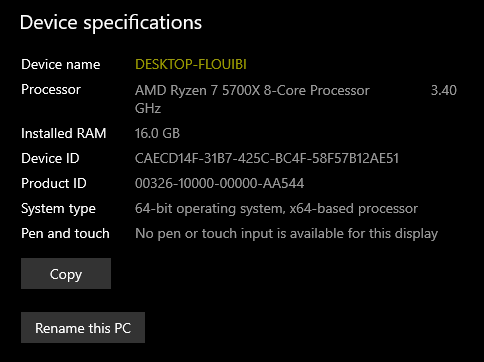 Device specifications
Device name DESKTOP-FLOUIBI
Processor AMD Ryzen 7 5700X 8-Core Processor 3.40
GHz
Installed RAM 16.0 GB
Device ID CAECD14F-31B7-425C-BC4F-58F57B12AE51
Product ID 00326-10000-00000-AA544
System type 64-bit operating system, x64-based processor
Pen and touch No pen or touch input is available for this display
Copy
Rename this PC